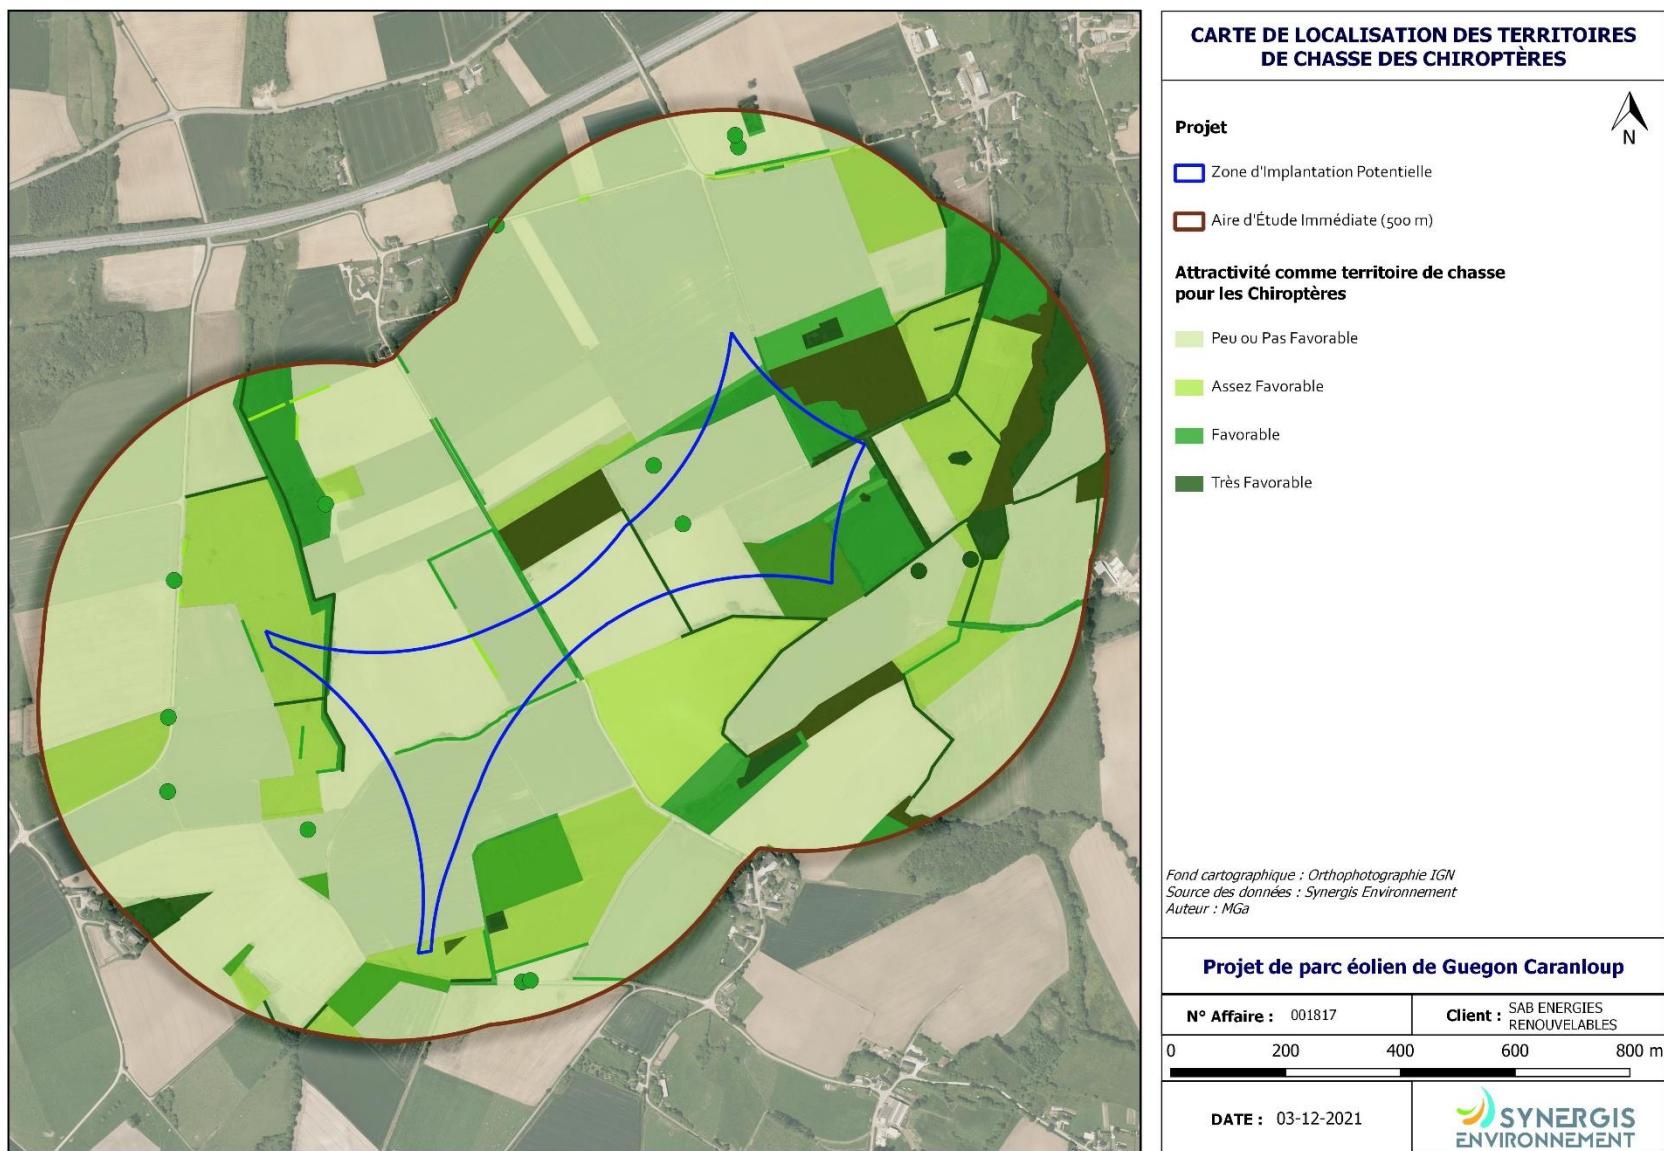 CARTE DE LOCALISATION DES TERRITOIRES
DE CHASSE DES CHIROPTÈRES
N
Projet
Zone d'Implantation Potentielle
Aire d'Étude Immédiate (500 m)
Attractivité comme territoire de chasse
pour les Chiroptères
Peu ou Pas Favorable
Assez Favorable
Favorable
Très Favorable
Fond cartographique : Orthophotographie IGN
Source des données : Synergis Environnement
Auteur : MGa
Projet de parc éolien de Guegon Caranloup
N° Affaire : 001817
Client : SAB ENERGIES
RENOUVELABLES
0 200 400 600 800 m
DATE : 03-12-2021
SYNERGIS
ENVIRONNEMENT